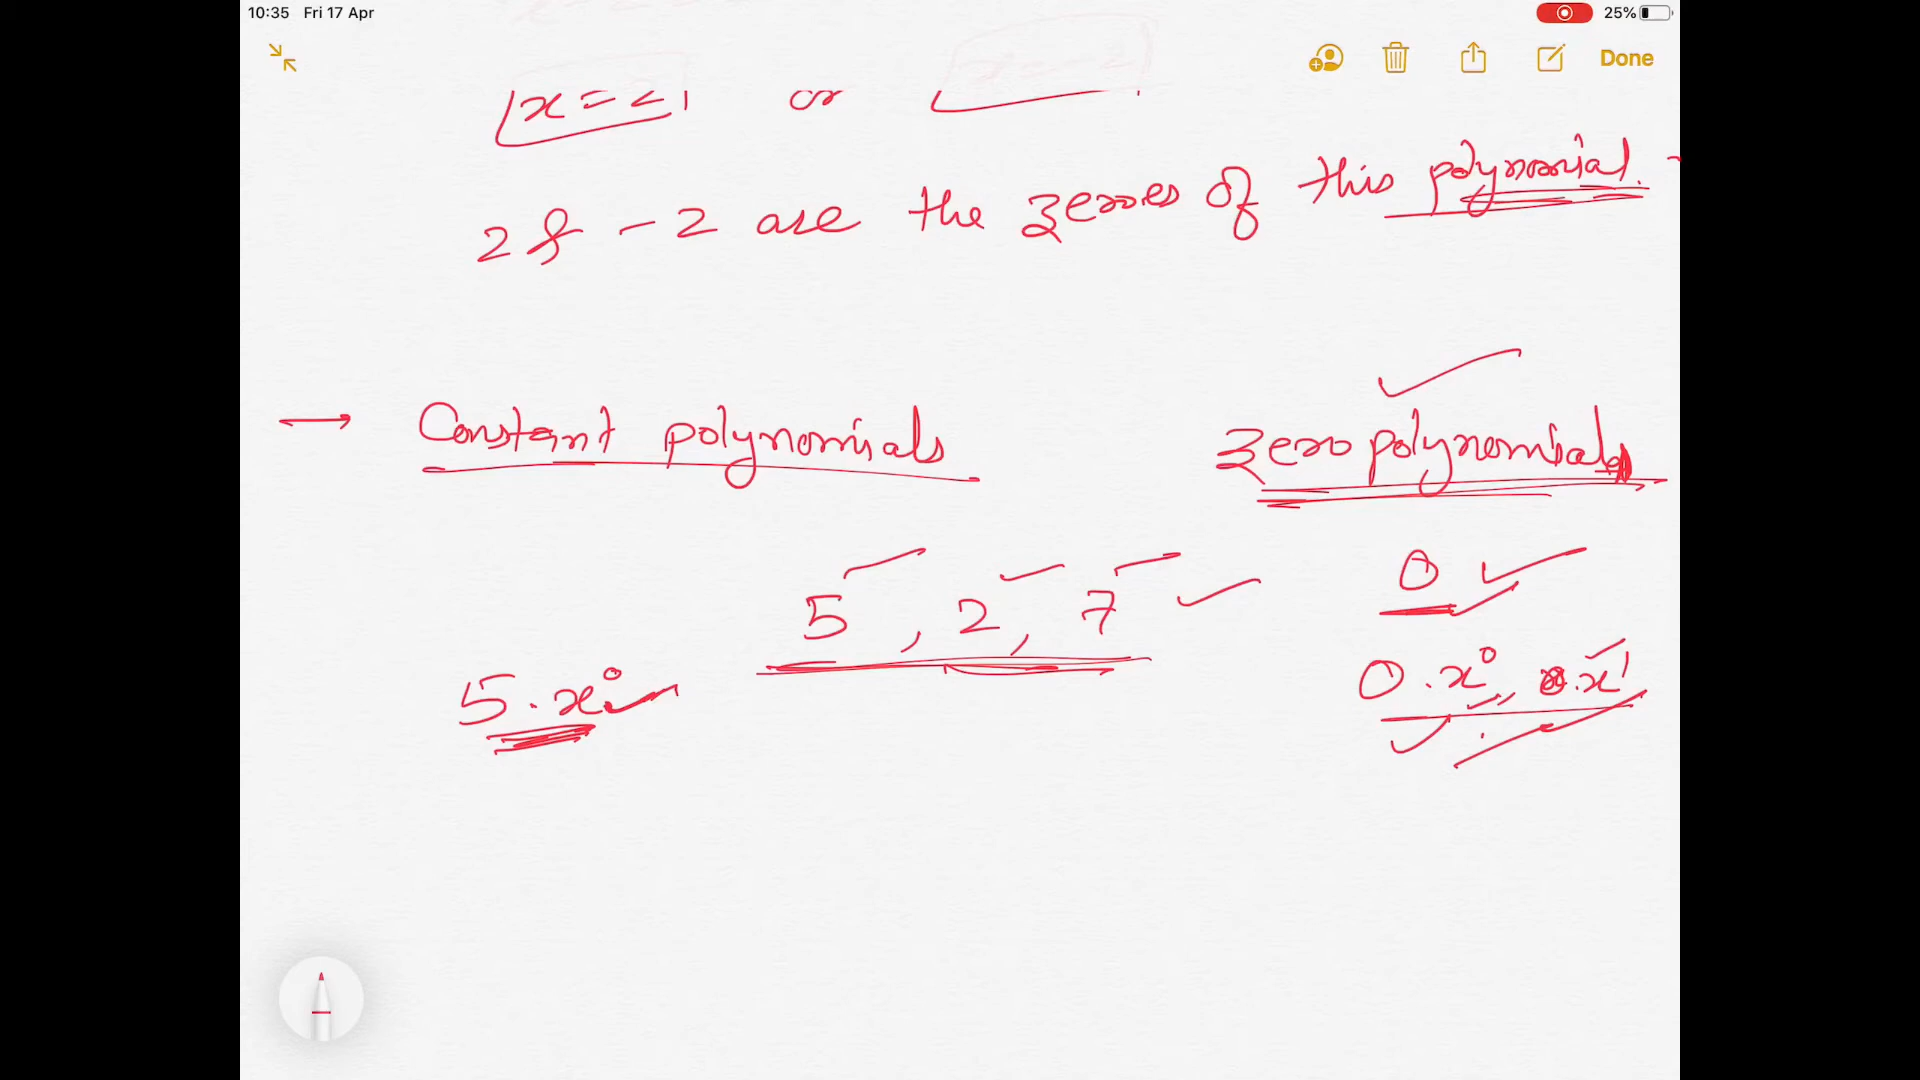 10:35 Fri 17 Apr 25%
Done
x = 2 or
2 & - 2 are the zeroes of this polynomial.
→ Constant polynomials zero polynomial
5 , 2 , 7 0
5 . x⁰ 0 . x⁰, 0 . x¹